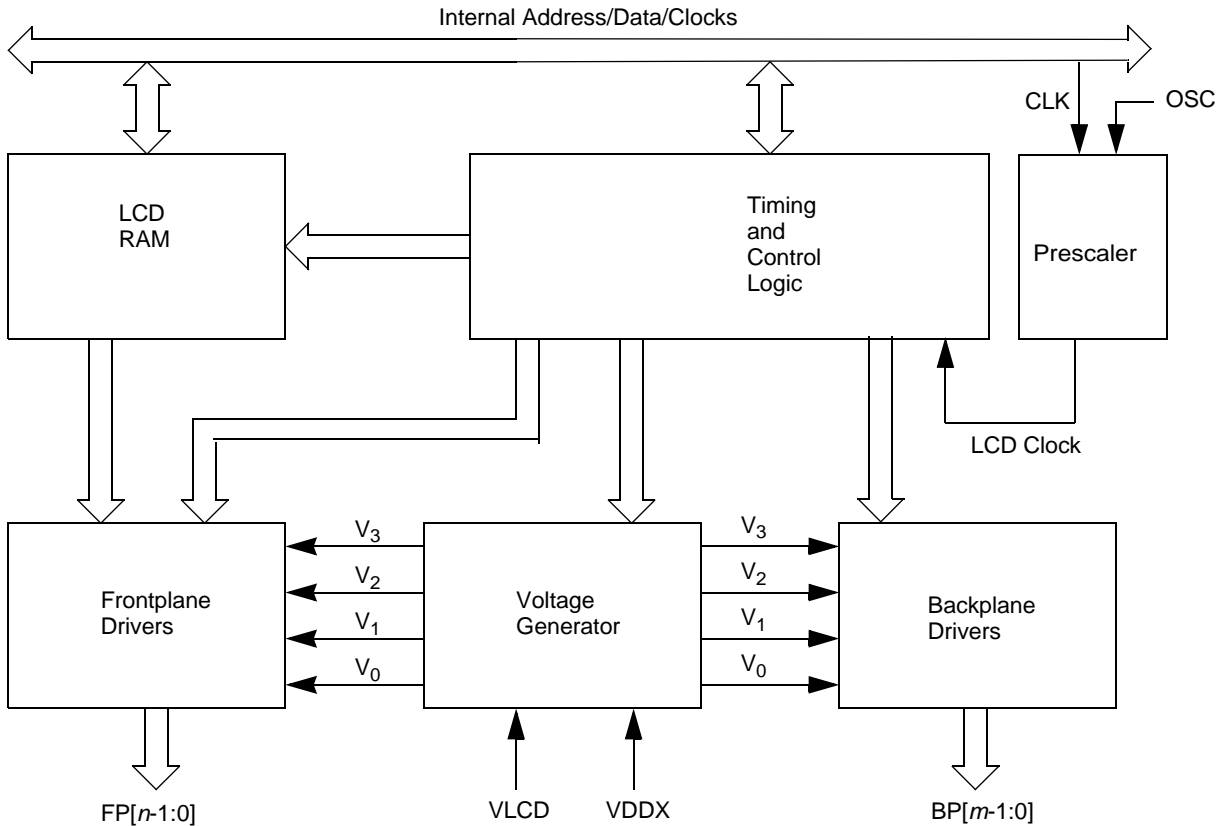 Internal Address/Data/Clocks
CLK
OSC
LCD
RAM
Timing
and
Control
Logic
Prescaler
LCD Clock
Frontplane
Drivers
V3
V2
V1
V0
Voltage
Generator
V3
V2
V1
V0
Backplane
Drivers
FP[n-1:0]
VLCD
VDDX
BP[m-1:0]